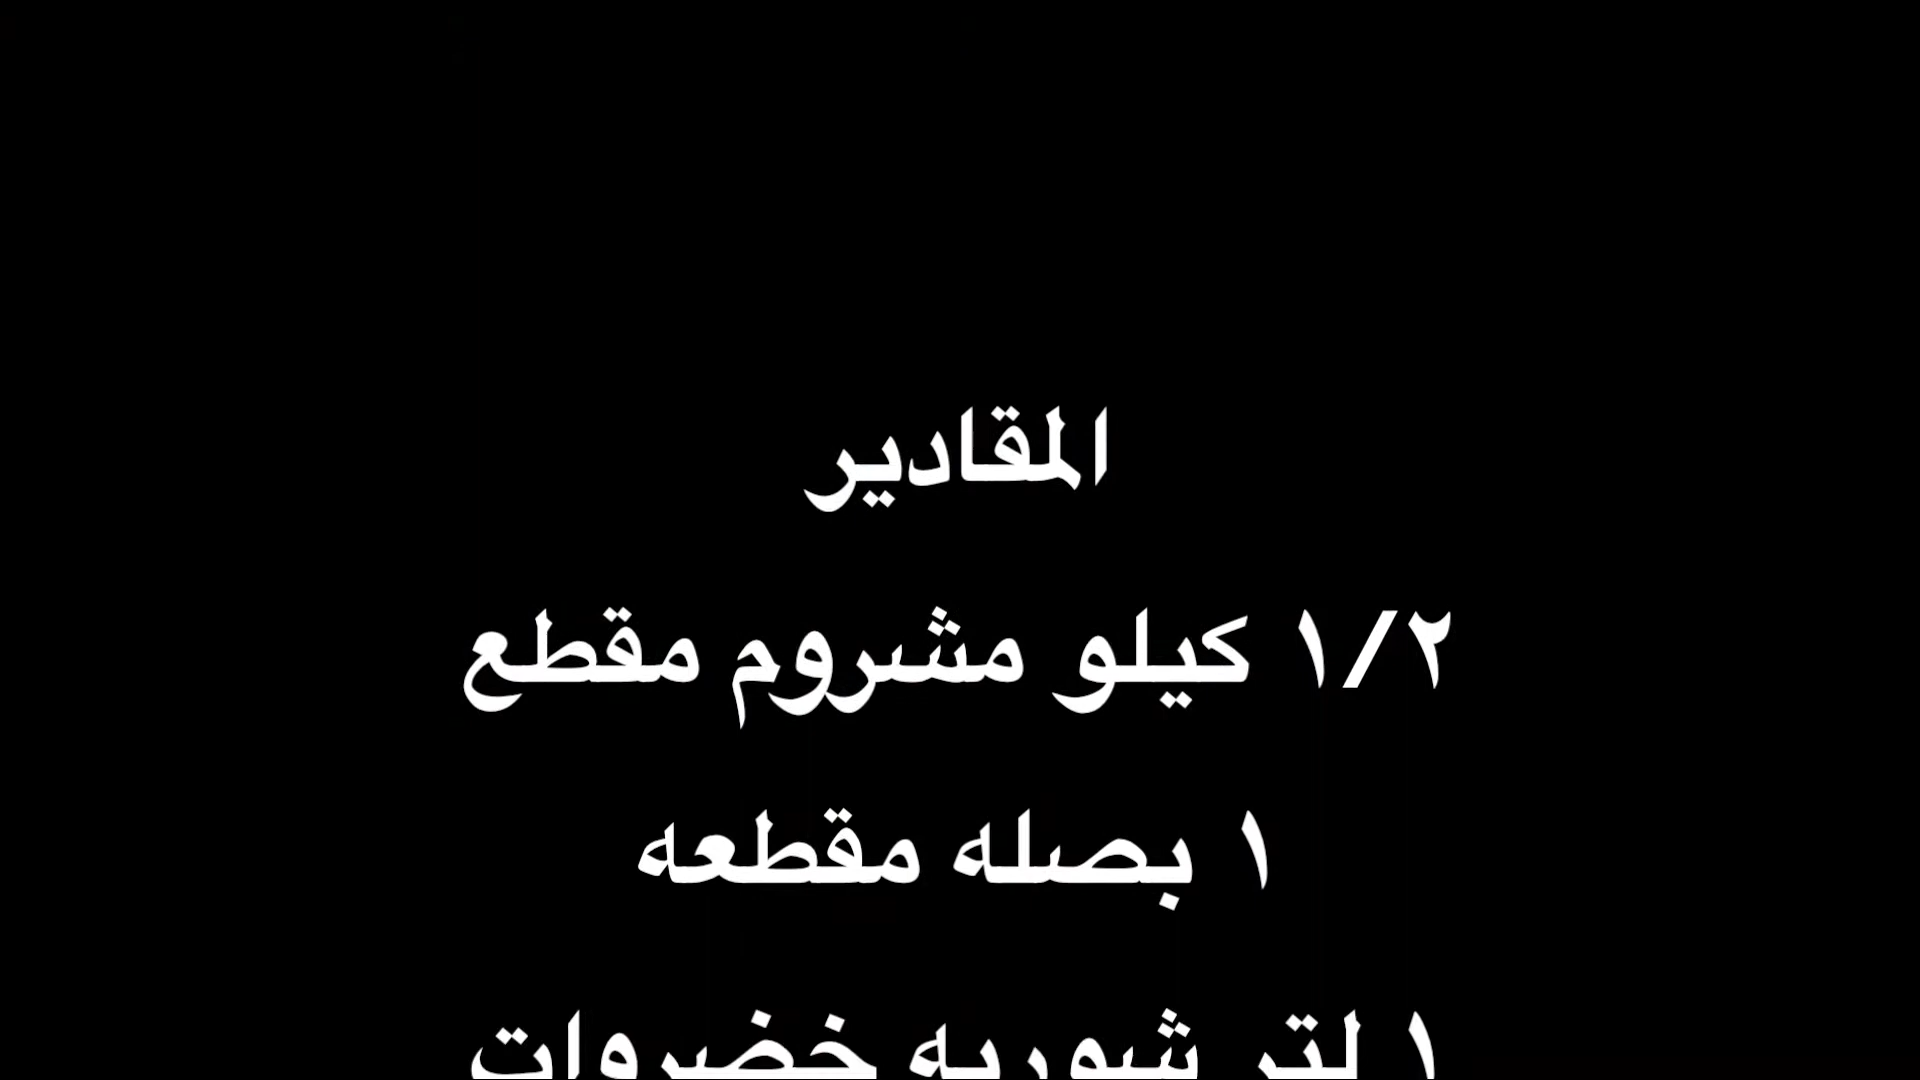 المقادير
١/٢ كيلو مشروم مقطع
١ بصله مقطعه
١ لتر شوربه خضروات